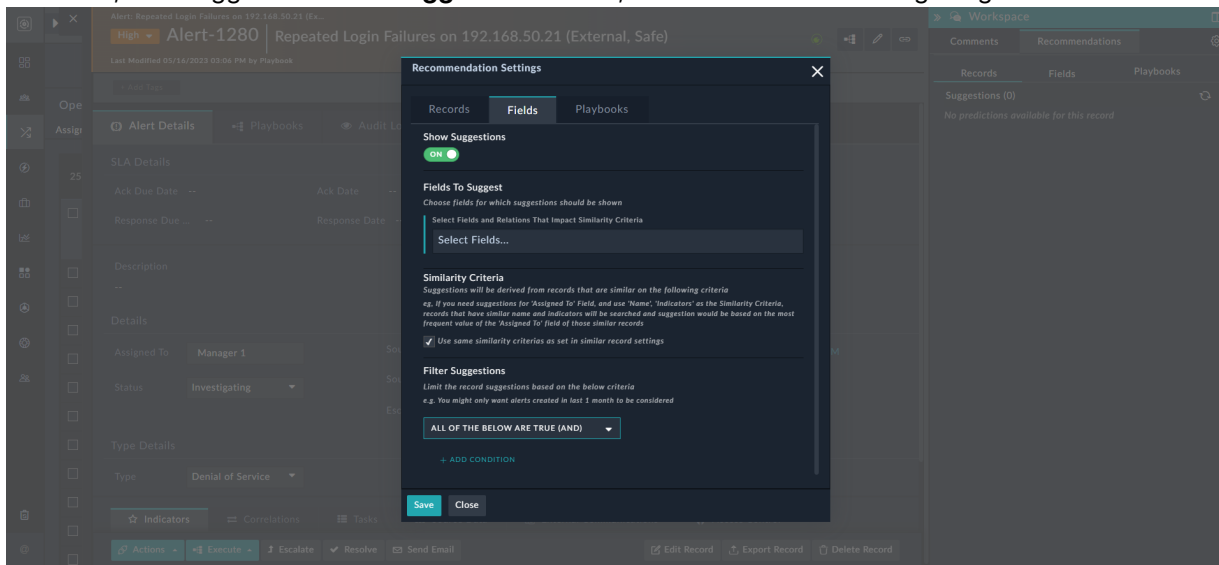 Alert: Repeated Login Failures on 192.168.50.21 (Ex...
High Alert-1280 Repeated Login Failures on 192.168.50.21 (External, Safe)
Last Modified 05/16/2023 03:06 PM by Playbook
+ Add Tags
Ope
Assig
25
Alert Details Playbooks Audit Lo
SLA Details
Ack Due Date -- Ack Date --
Response Due ... -- Response Date --
Description
--
Details
Assigned To Manager 1
Status Investigating
Type Details
Type Denial of Service
Indicators Correlations Tasks
Actions Execute Escalate Resolve Send Email Edit Record Export Record Delete Record
Recommendation Settings
Records Fields Playbooks
Show Suggestions
ON
Fields To Suggest
Choose fields for which suggestions should be shown
Select Fields and Relations That Impact Similarity Criteria
Select Fields...
Similarity Criteria
Suggestions will be derived from records that are similar on the following criteria
eg, If you need suggestions for 'Assigned To' Field, and use 'Name', 'Indicators' as the Similarity Criteria,
records that have similar name and indicators will be searched and suggestion would be based on the most
frequent value of the 'Assigned To' field of those similar records
Use same similarity criterias as set in similar record settings
Filter Suggestions
Limit the record suggestions based on the below criteria
e.g. You might only want alerts created in last 1 month to be considered
ALL OF THE BELOW ARE TRUE (AND)
+ ADD CONDITION
Save Close
Workspace
Comments Recommendations
Records Fields Playbooks
Suggestions (0)
No predictions available for this record